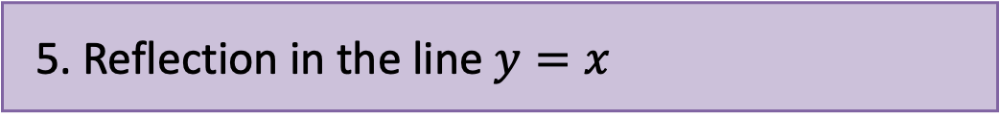 5. Reflection in the line y = x